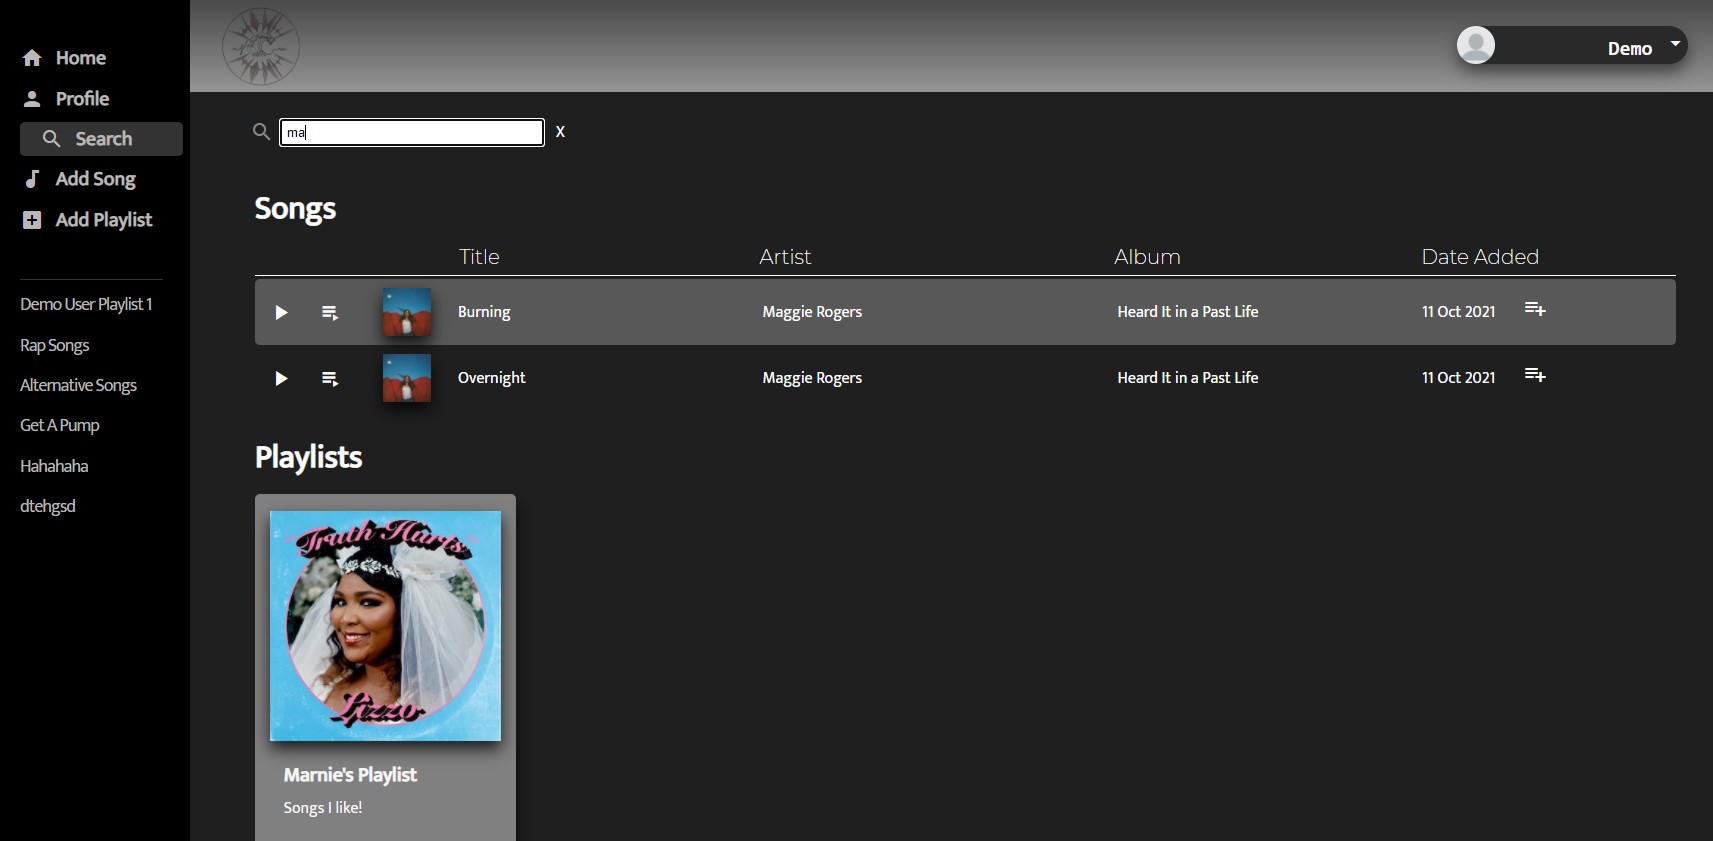 Home
Profile
Search
Add Song
Add Playlist
Demo User Playlist 1
Rap Songs
Alternative Songs
Get A Pump
Hahahaha
dtehgsd
Demo
ma
X
Songs
Title Artist Album Date Added
Burning Maggie Rogers Heard It in a Past Life 11 Oct 2021
Overnight Maggie Rogers Heard It in a Past Life 11 Oct 2021
Playlists
"Truth Hurts"
Lizzo
Marnie's Playlist
Songs I like!